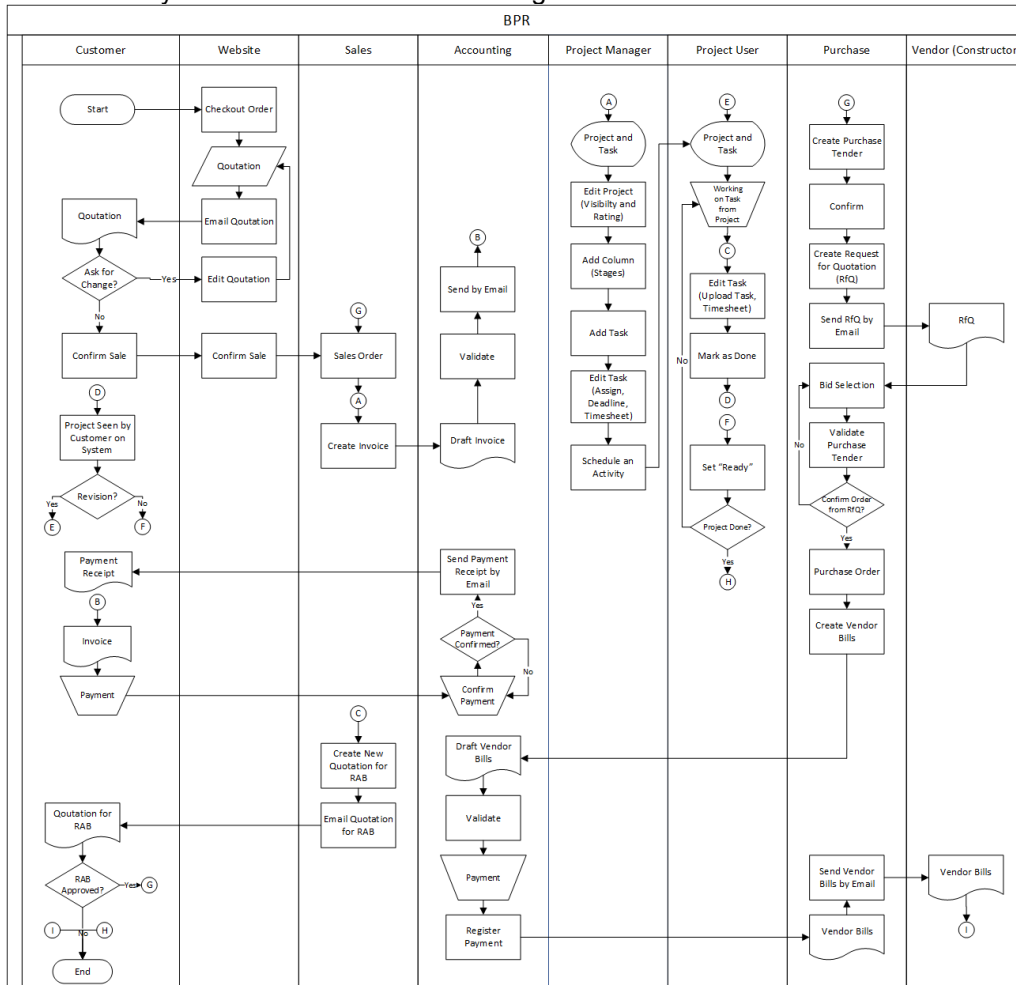 BPR
Customer
Website
Sales
Accounting
Project Manager
Project User
Purchase
Vendor (Constructor
Start
Checkout Order
Qoutation
Email Qoutation
Qoutation
Ask for
Change?
Yes
Edit Qoutation
No
Confirm Sale
Confirm Sale
D
Project Seen by
Customer on
System
Revision?
Yes
No
E
F
Payment
Receipt
B
Invoice
Payment
Qoutation for
RAB
RAB
Approved?
Yes
G
I
No
H
End
G
Sales Order
A
Create Invoice
C
Create New
Quotation for
RAB
Email Quotation
for RAB
B
Send by Email
Validate
Draft Invoice
Send Payment
Receipt by
Email
Yes
Payment
Confirmed?
No
Confirm
Payment
Draft Vendor
Bills
Validate
Payment
Register
Payment
A
Project and
Task
Edit Project
(Visibilty and
Rating)
Add Column
(Stages)
Add Task
Edit Task
(Assign,
Deadline,
Timesheet)
Schedule an
Activity
E
Project and
Task
Working
on Task
from
Project
C
Edit Task
(Upload Task,
Timesheet)
No
Mark as Done
D
F
Set “Ready”
Project Done?
Yes
H
G
Create Purchase
Tender
Confirm
Create Request
for Quotation
(RfQ)
Send RfQ by
Email
RfQ
Bid Selection
Validate
Purchase
Tender
No
Confirm Order
from RfQ?
Yes
Purchase Order
Create Vendor
Bills
Send Vendor
Bills by Email
Vendor Bills
Vendor Bills
I